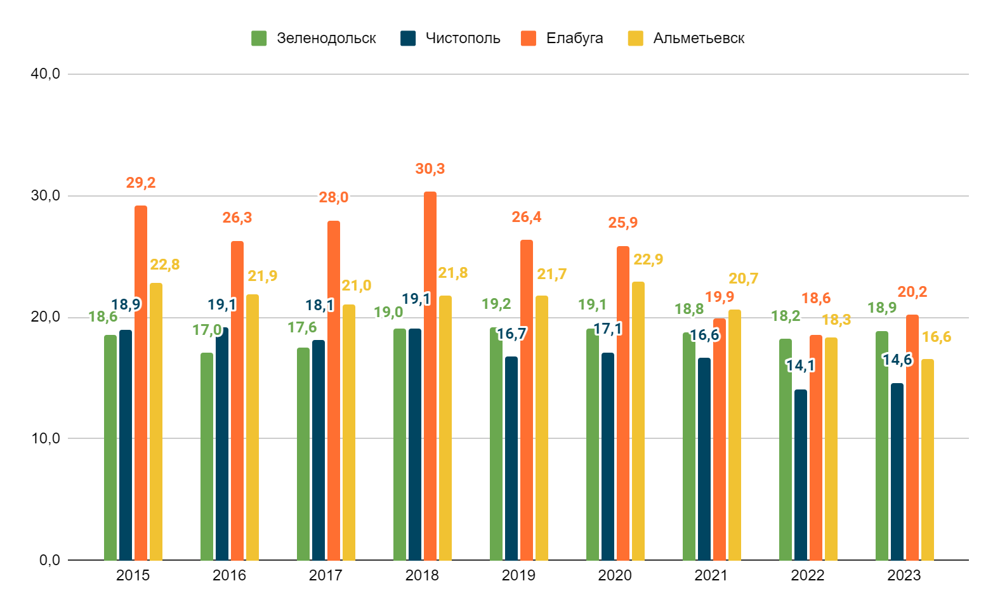 Зеленодольск Чистополь Елабуга Альметьевск
40,0
30,0
20,0
10,0
0,0
18,6 18,9 29,2 22,8
17,0 19,1 26,3 21,9
17,6 18,1 28,0 21,0
19,0 19,1 30,3 21,8
19,2 16,7 26,4 21,7
19,1 17,1 25,9 22,9
18,8 16,6 19,9 20,7
18,2 14,1 18,6 18,3
18,9 14,6 20,2 16,6
2015 2016 2017 2018 2019 2020 2021 2022 2023